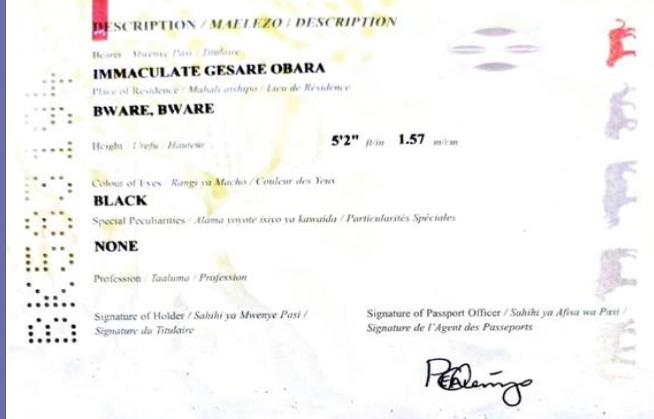 DESCRIPTION / MAELEZO / DESCRIPTION
Bearer / Mwenye Pasi / Titulaire
IMMACULATE GESARE OBARA
Place of Residence / Mahali aishipo / Lieu de Résidence
BWARE, BWARE
Height / Urefu / Hauteur 5'2" ft/in 1.57 m/cm
Colour of Eyes / Rangi ya Macho / Couleur des Yeux
BLACK
Special Peculiarities / Alama yoyote isiyo ya kawaida / Particularités Spéciales
NONE
Profession / Taaluma / Profession
Signature of Holder / Sahihi ya Mwenye Pasi /
Signature du Titulaire
Signature of Passport Officer / Sahihi ya Afisa wa Pasi /
Signature de l'Agent des Passeports